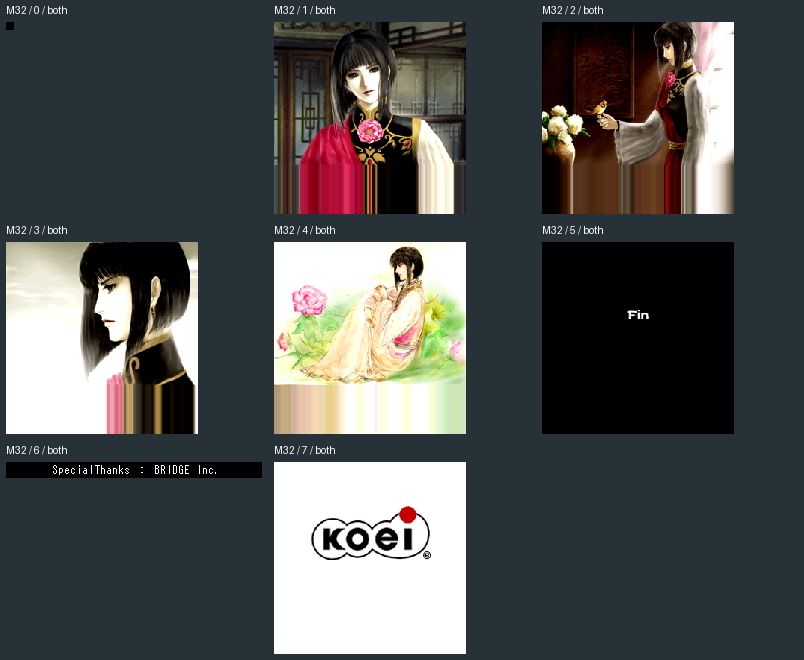 M32 / 0 / both
M32 / 1 / both
M32 / 2 / both
M32 / 3 / both
M32 / 4 / both
M32 / 5 / both
Fin
M32 / 6 / both
M32 / 7 / both
SpecialThanks : BRIDGE Inc.
KOEI ®